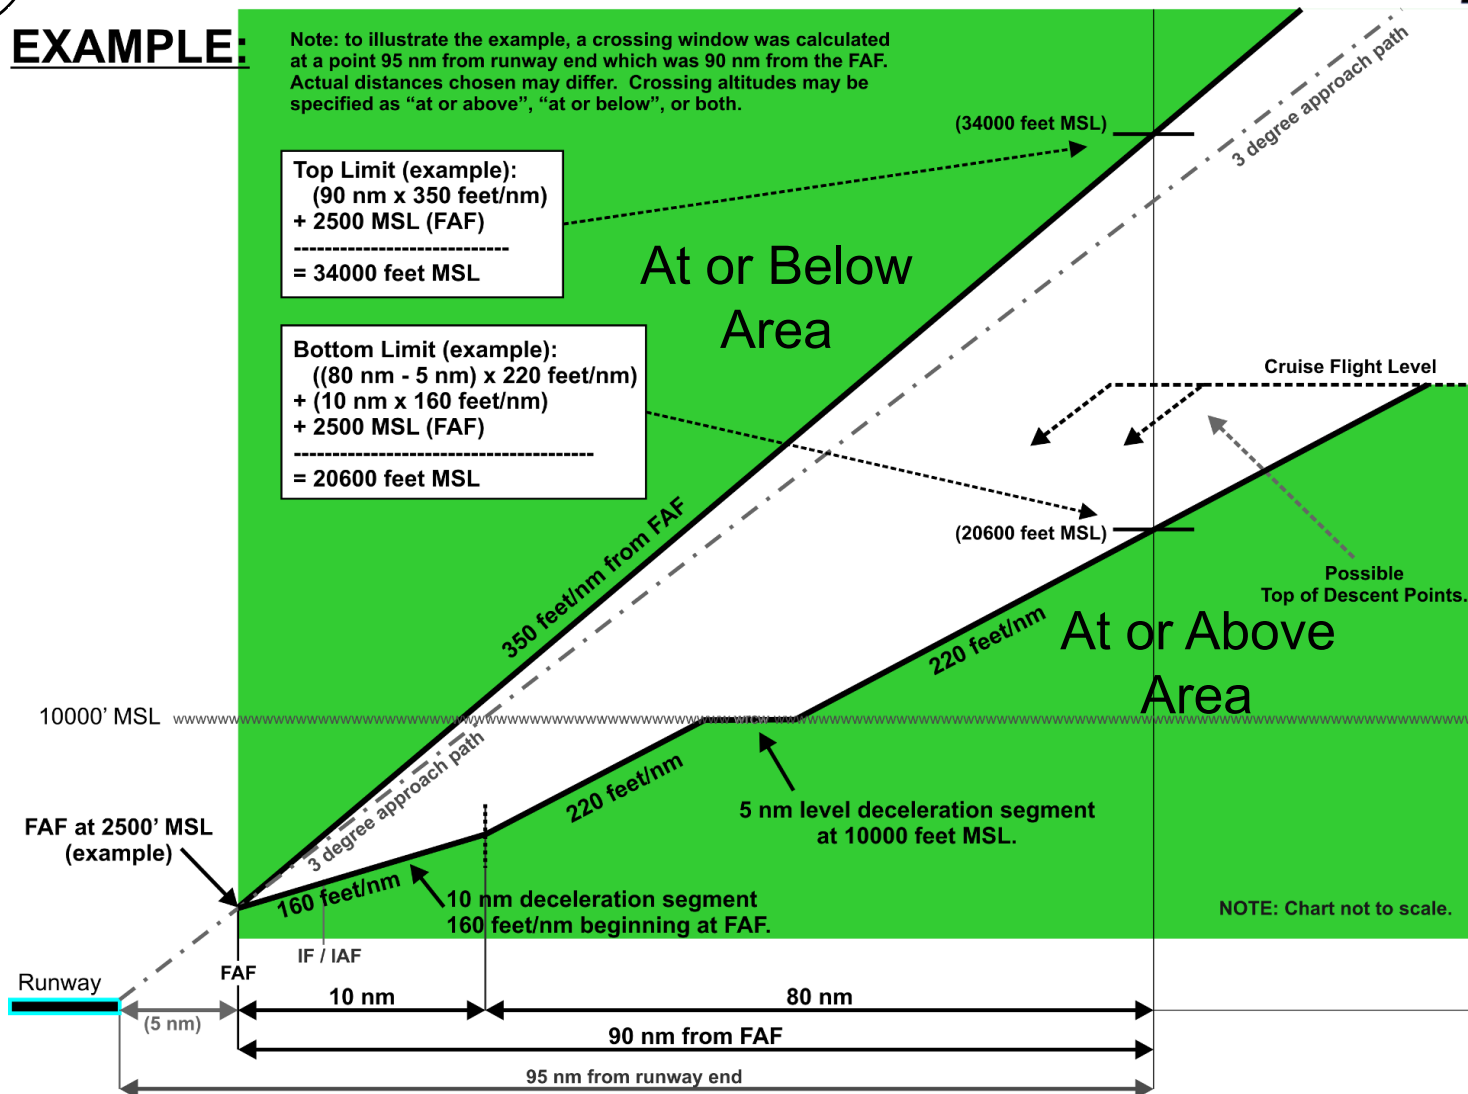 EXAMPLE:
Note: to illustrate the example, a crossing window was calculated
at a point 95 nm from runway end which was 90 nm from the FAF.
Actual distances chosen may differ.  Crossing altitudes may be
specified as “at or above”, “at or below”, or both.
3 degree approach path
(34000 feet MSL)
Top Limit (example):
(90 nm x 350 feet/nm)
+ 2500 MSL (FAF)
----------------------------
= 34000 feet MSL
At or Below
Area
Bottom Limit (example):
((80 nm - 5 nm) x 220 feet/nm)
+ (10 nm x 160 feet/nm)
+ 2500 MSL (FAF)
---------------------------------------
= 20600 feet MSL
Cruise Flight Level
350 feet/nm from FAF
(20600 feet MSL)
Possible
Top of Descent Points.
220 feet/nm
At or Above
Area
10000’ MSL
3 degree approach path
220 feet/nm
5 nm level decelération segment
at 10000 feet MSL.
FAF at 2500’ MSL
(example)
160 feet/nm
10 nm deceleration segment
160 feet/nm beginning at FAF.
NOTE: Chart not to scale.
IF / IAF
FAF
Runway
10 nm
80 nm
(5 nm)
90 nm from FAF
95 nm from runway end